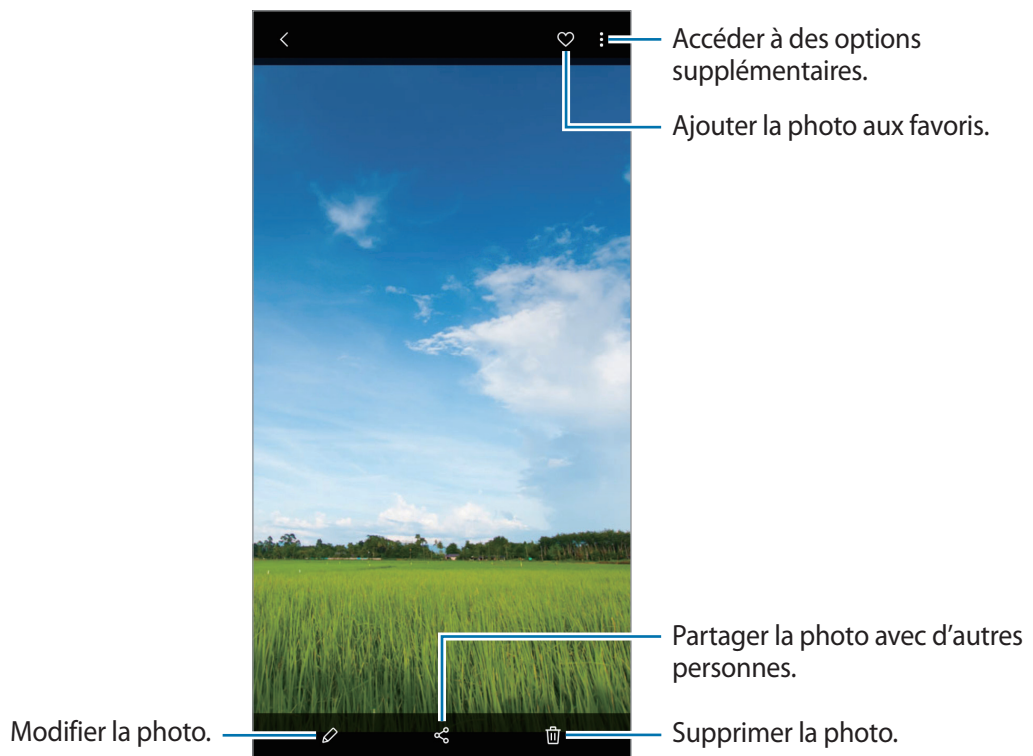 Accéder à des options
supplémentaires.
Ajouter la photo aux favoris.
Partager la photo avec d’autres
personnes.
Modifier la photo.
Supprimer la photo.